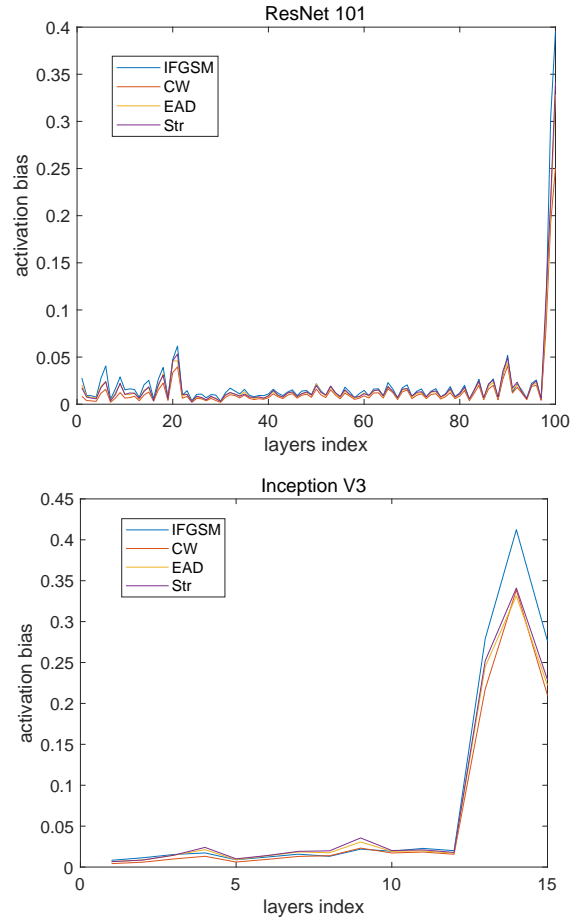 ResNet 101
0.4
0.35
0.3
0.25
0.2
0.15
0.1
0.05
0
activation bias
IFGSM
CW
EAD
Str
0 20 40 60 80 100
layers index
Inception V3
0.45
0.4
0.35
0.3
0.25
0.2
0.15
0.1
0.05
0
activation bias
IFGSM
CW
EAD
Str
0 5 10 15
layers index